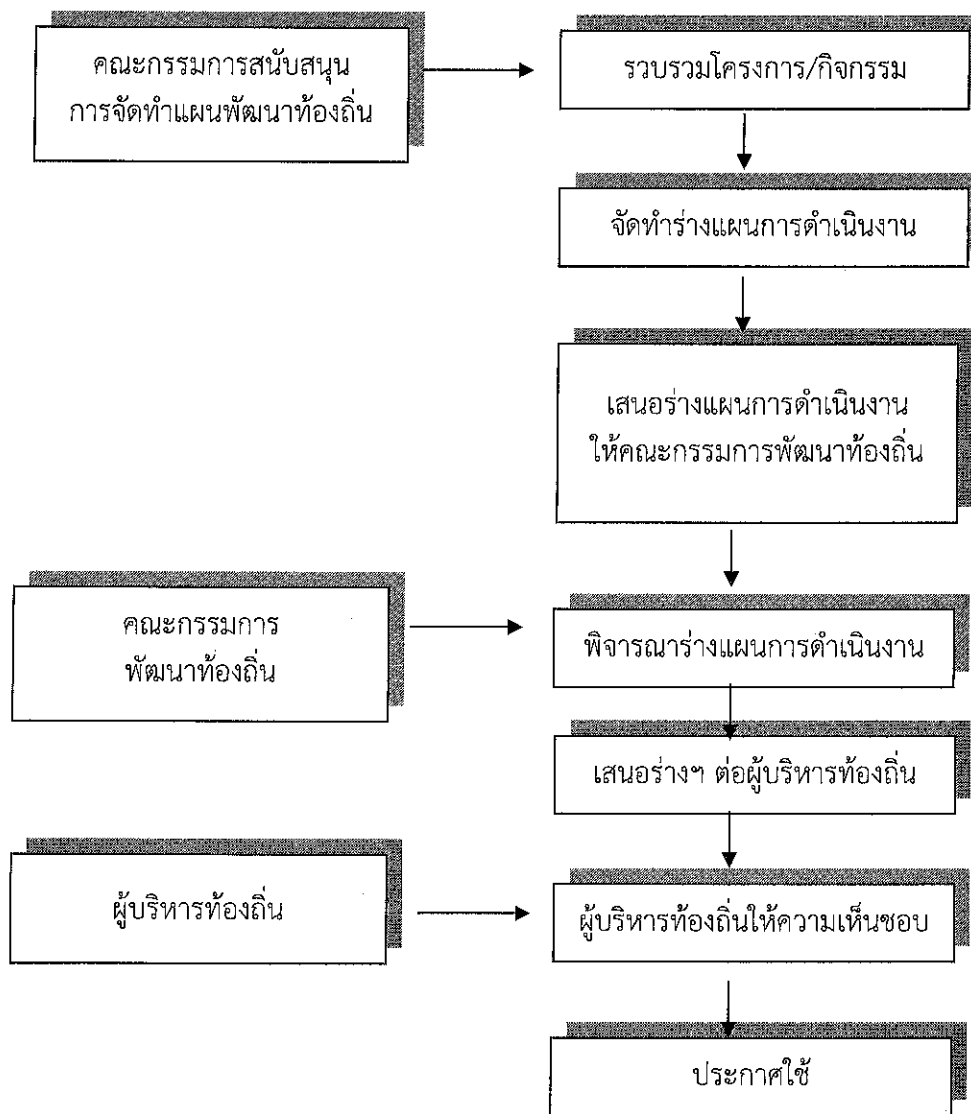 คณะกรรมการสนับสนุน
การจัดทำแผนพัฒนาท้องถิ่น
รวบรวมโครงการ/กิจกรรม
จัดทำร่างแผนการดำเนินงาน
เสนอร่างแผนการดำเนินงาน
ให้คณะกรรมการพัฒนาท้องถิ่น
คณะกรรมการ
พัฒนาท้องถิ่น
พิจารณาร่างแผนการดำเนินงาน
เสนอร่างฯ ต่อผู้บริหารท้องถิ่น
ผู้บริหารท้องถิ่น
ผู้บริหารท้องถิ่นให้ความเห็นชอบ
ประกาศใช้